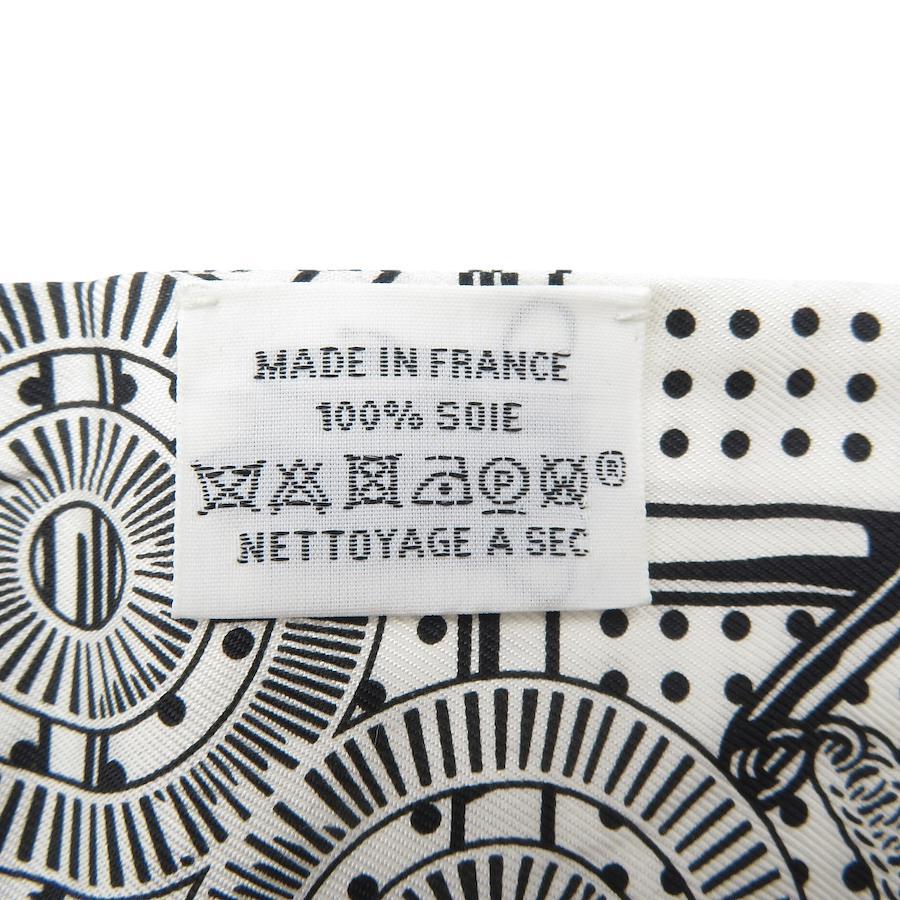 MADE IN FRANCE
100% SOIE
P ®
NETTOYAGE A SEC